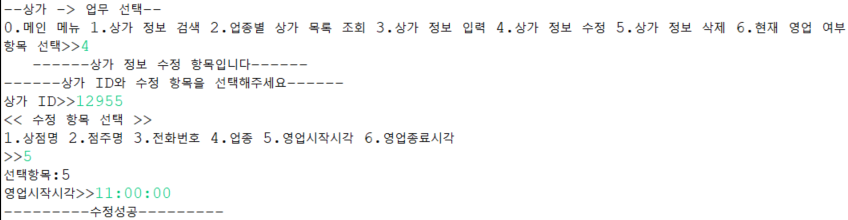 --상가 -> 업무 선택--
0.메인 메뉴 1.상가 정보 검색 2.업종별 상가 목록 조회 3.상가 정보 입력 4.상가 정보 수정 5.상가 정보 삭제 6.현재 영업 여부
항목 선택>>4
------상가 정보 수정 항목입니다------
------상가 ID와 수정 항목을 선택해주세요------
상가 ID>>12955
<< 수정 항목 선택 >>
1.상점명 2.점주명 3.전화번호 4.업종 5.영업시작시각 6.영업종료시각
>>5
선택항목:5
영업시작시각>>11:00:00
---------수정성공---------